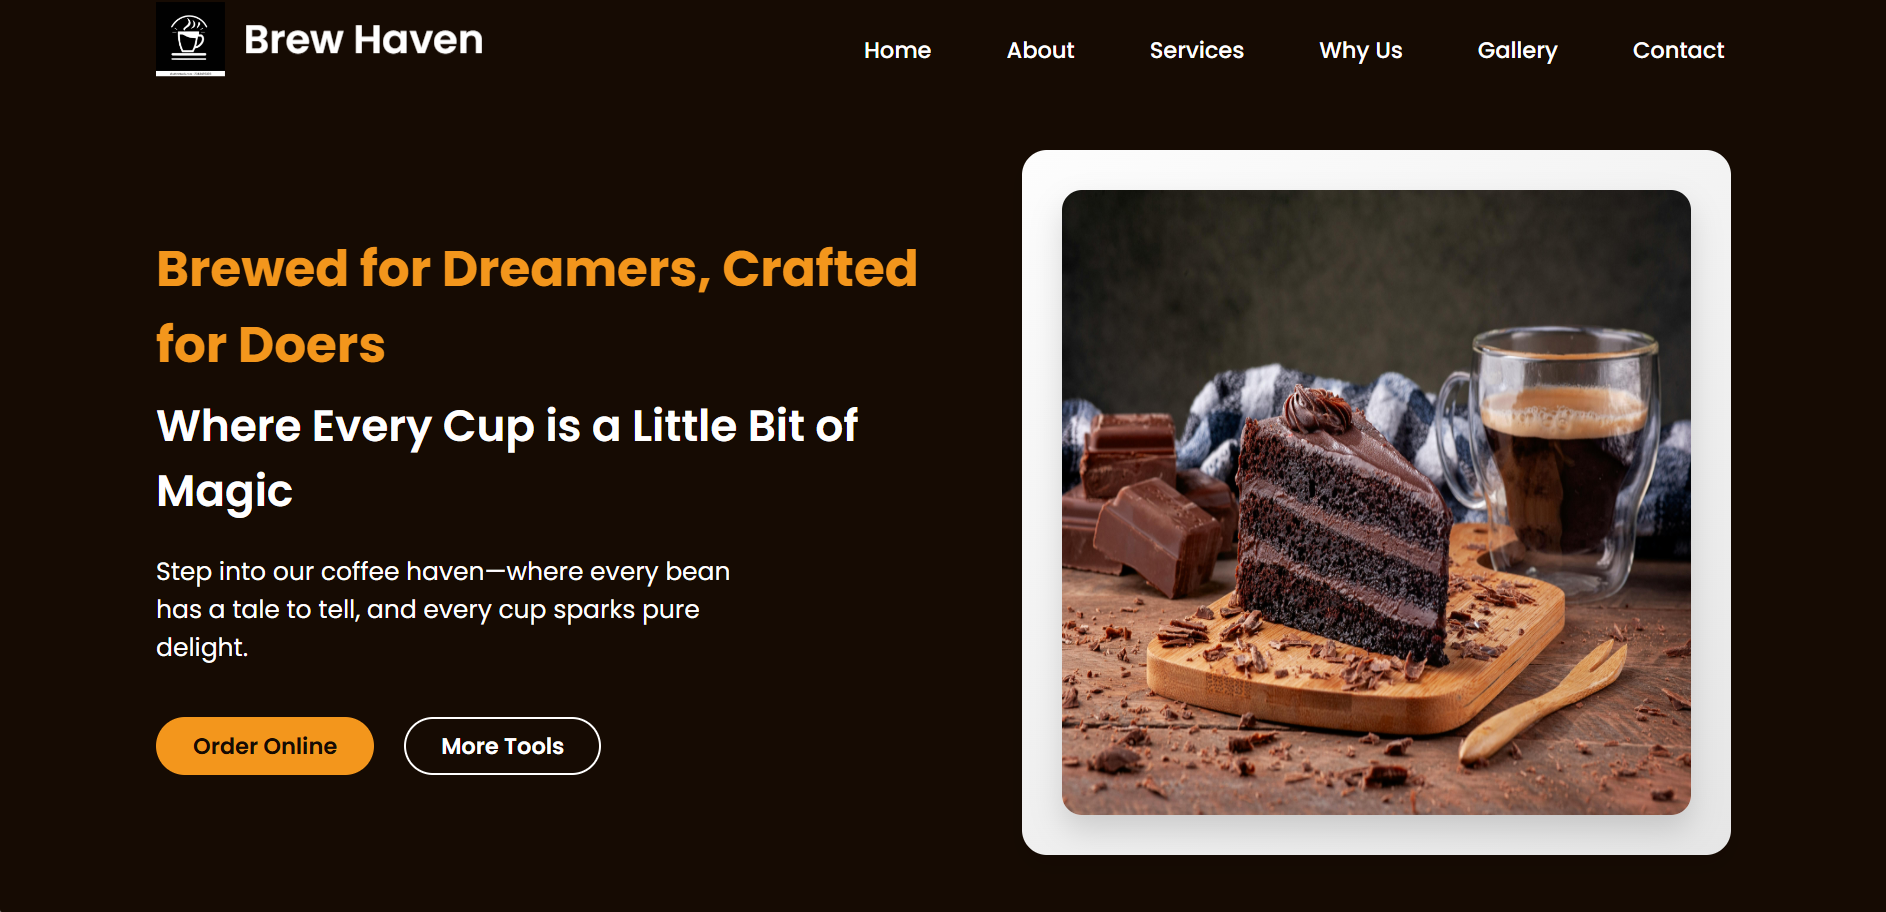 Brew Haven
Home
About
Services
Why Us
Gallery
Contact
Brewed for Dreamers, Crafted
for Doers
Where Every Cup is a Little Bit of
Magic
Step into our coffee haven—where every bean
has a tale to tell, and every cup sparks pure
delight.
Order Online
More Tools